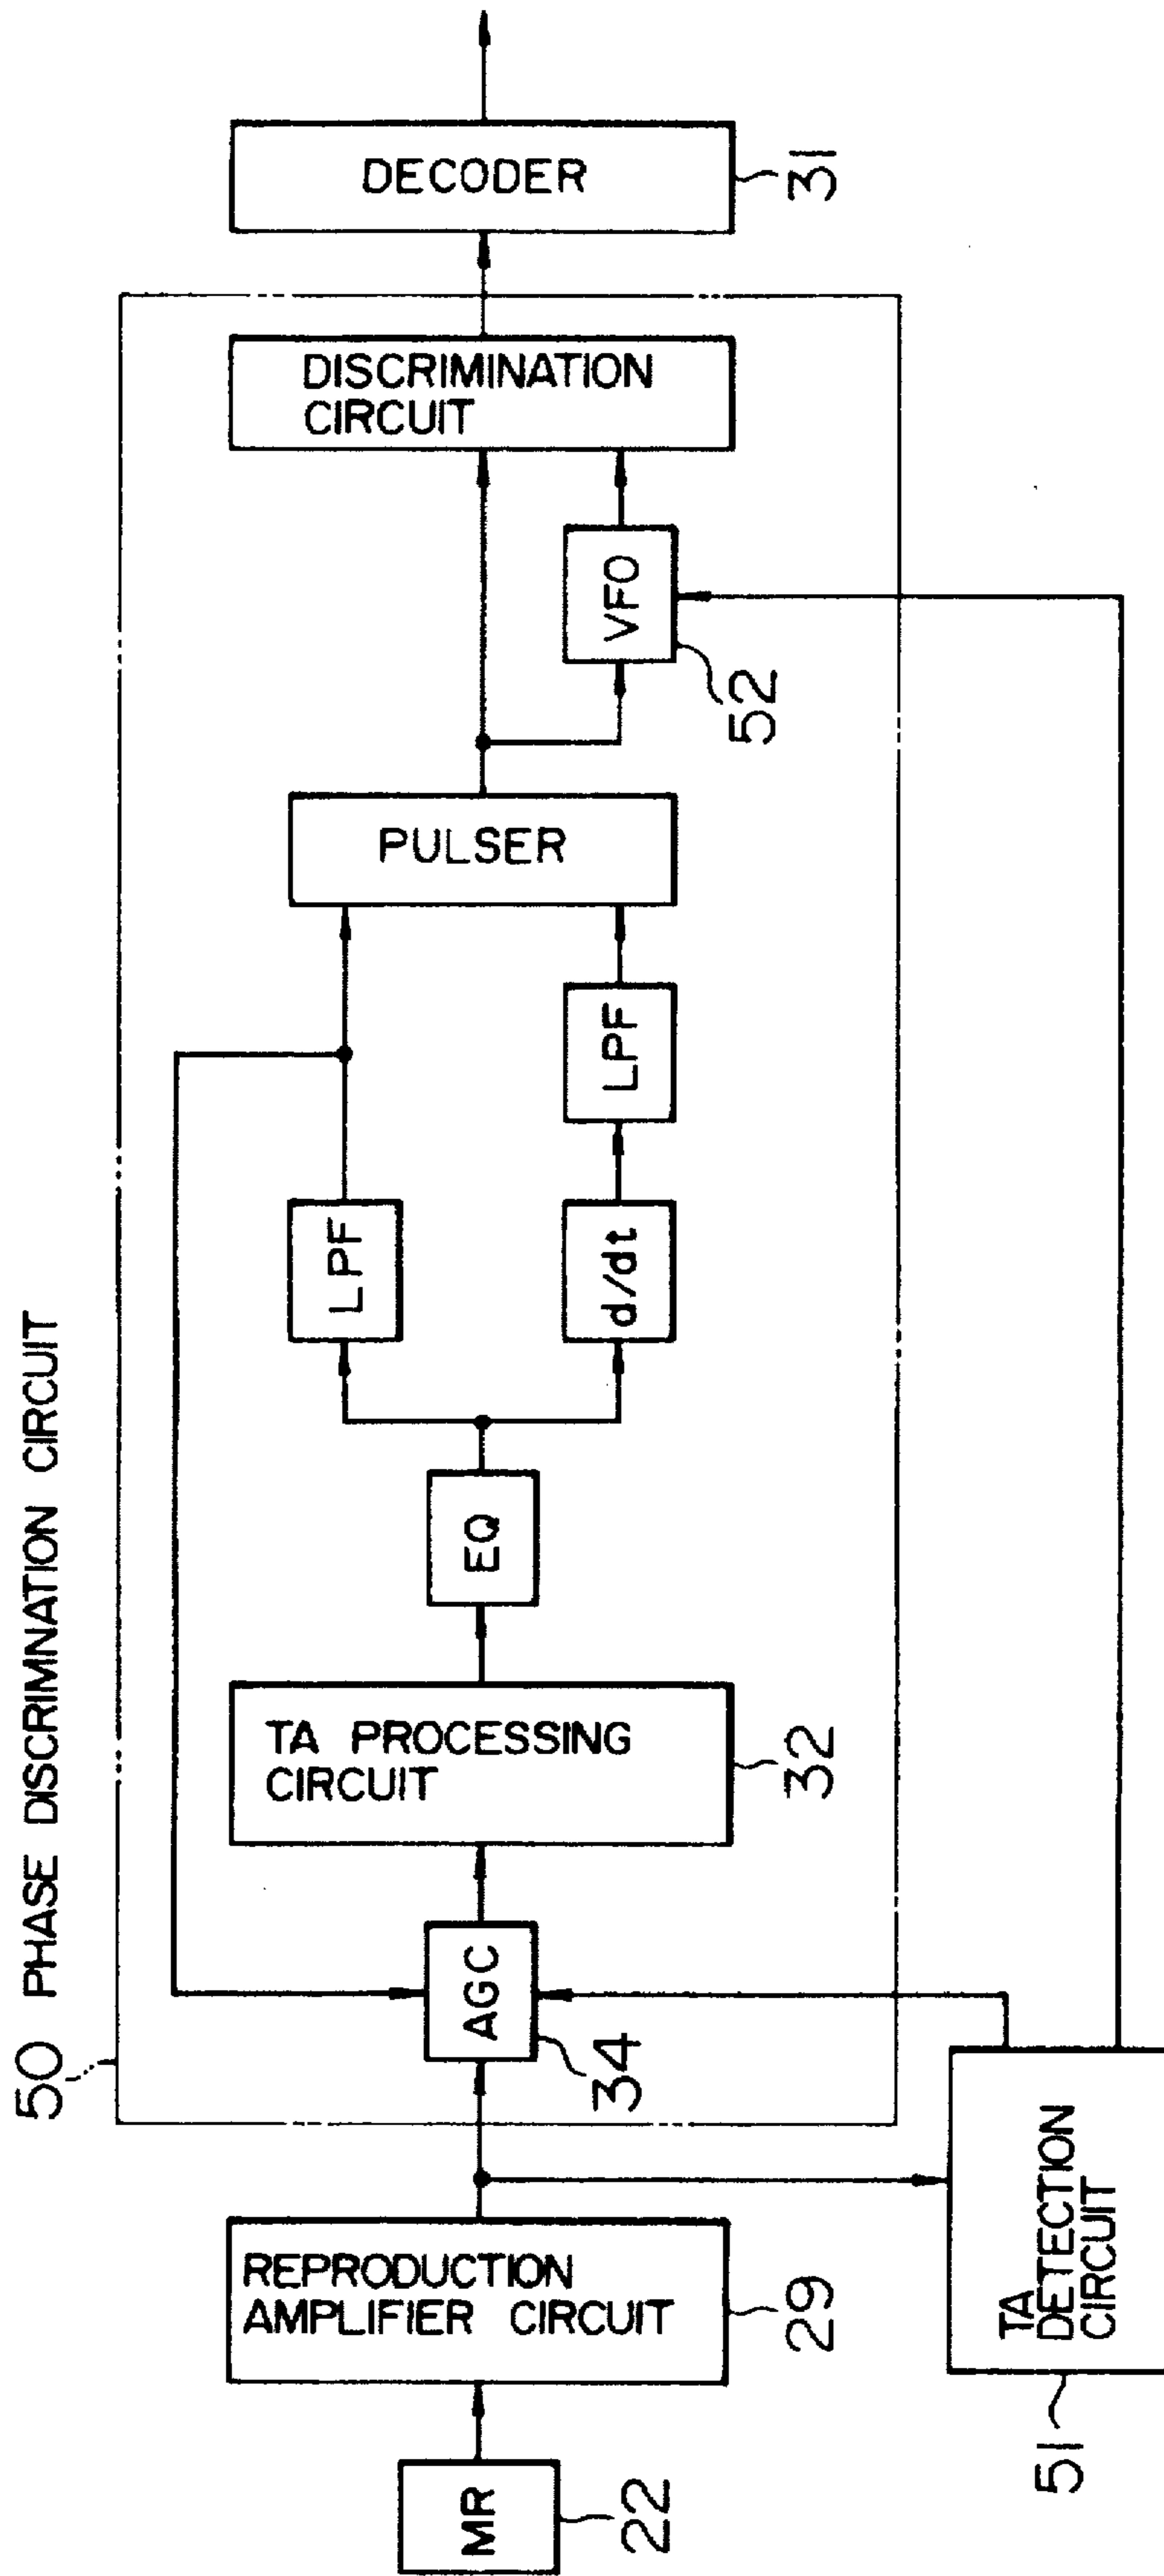 50 PHASE DISCRIMNATION CIRCUIT
MR
22
REPRODUCTION
AMPLIFIER CIRCUIT
29
AGC
34
TA PROCESSING
CIRCUIT
32
EQ
LPF
d/dt
LPF
PULSER
VFO
52
DISCRIMINATION
CIRCUIT
DECODER
31
TA
DETECTION
CIRCUIT
51